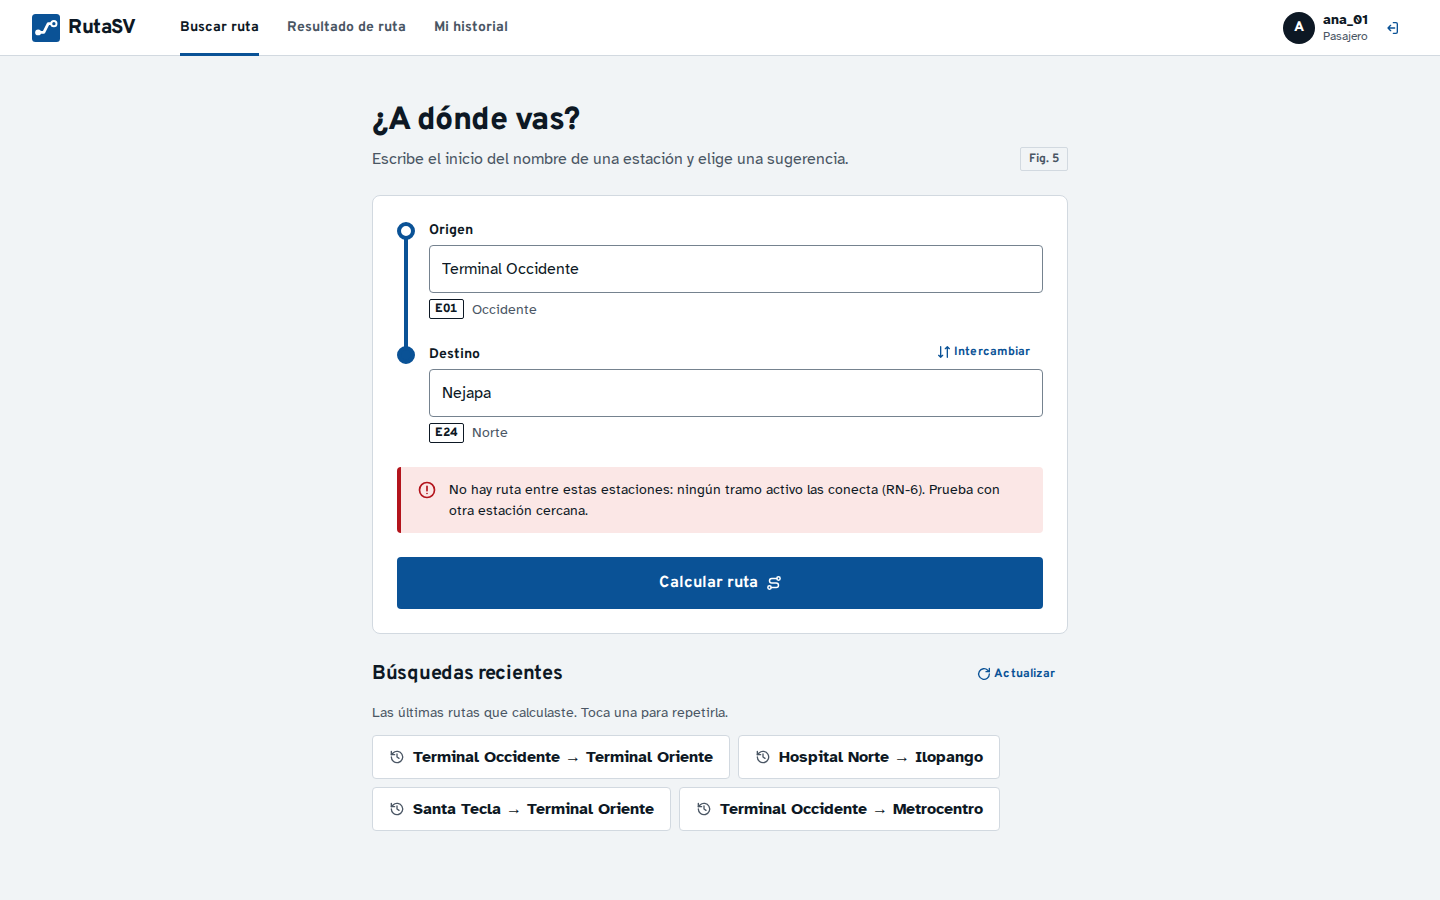 RutaSV
Buscar ruta
Resultado de ruta
Mi historial
A
ana_01
Pasajero
¿A dónde vas?
Escribe el inicio del nombre de una estación y elige una sugerencia.
Fig. 5
Origen
Terminal Occidente
E01 Occidente
Destino
Intercambiar
Nejapa
E24 Norte
No hay ruta entre estas estaciones: ningún tramo activo las conecta (RN-6). Prueba con
otra estación cercana.
Calcular ruta
Búsquedas recientes
Actualizar
Las últimas rutas que calculaste. Toca una para repetirla.
Terminal Occidente → Terminal Oriente
Hospital Norte → Ilopango
Santa Tecla → Terminal Oriente
Terminal Occidente → Metrocentro